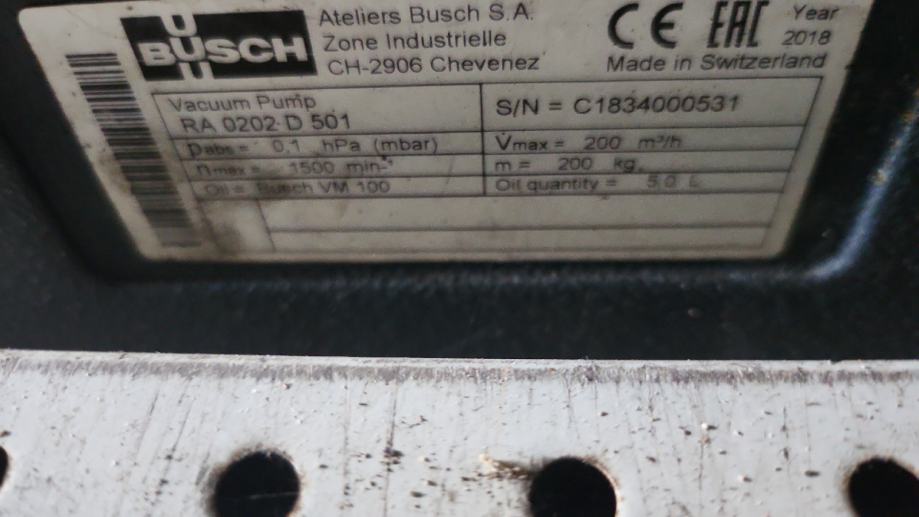 BUSCH
Ateliers Busch S.A.
Zone Industrielle
CH-2906 Chevenez
CE EAC Year
2018
Made in Switzerland
Vacuum Pump
RA 0202 D 501
S/N = C1834000531
pabs = 0,1 hPa (mbar)
V̇max = 200 m³/h
nmax = 1500 min-¹
m = 200 kg
Oil = Busch VM 100
Oil quantity = 5.0 L